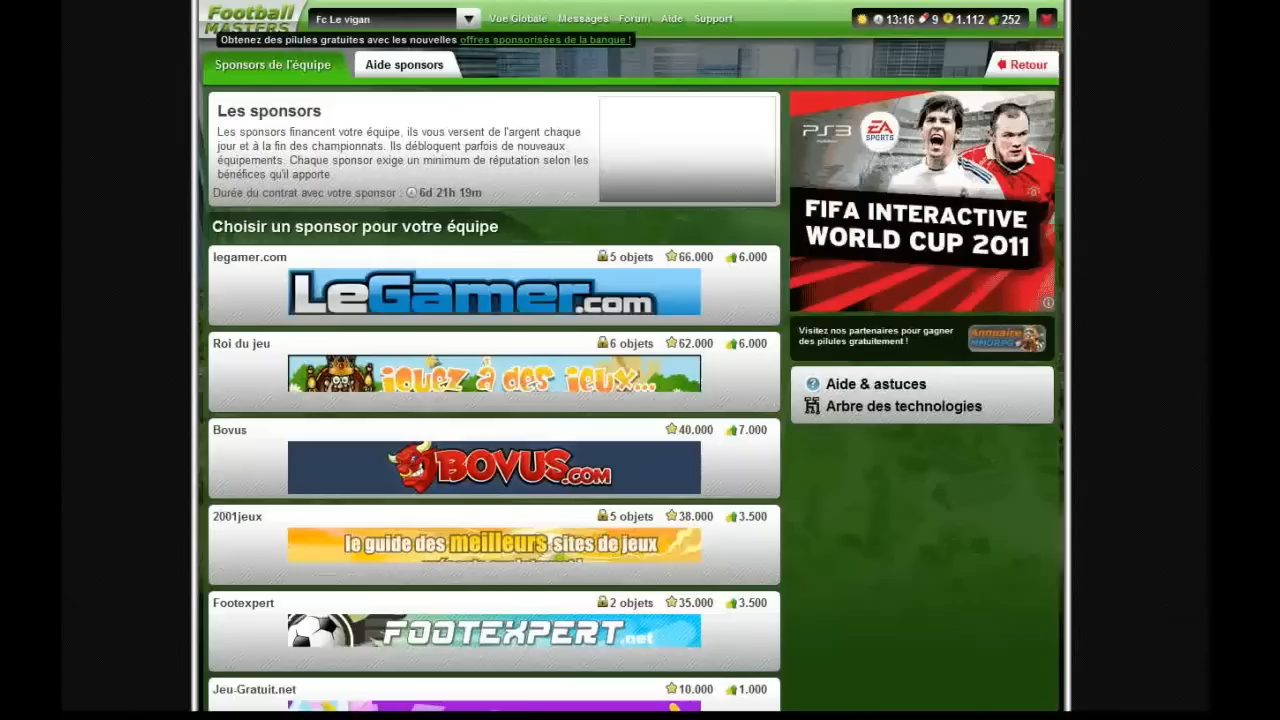 Football
MASTERS
Fc Le vigan
Vue Globale Messages Forum Aide Support
13:16 9 1.112 252
Obtenez des pilules gratuites avec les nouvelles offres sponsorisées de la banque !
Sponsors de l'équipe
Aide sponsors
Retour
Les sponsors
Les sponsors financent votre équipe, ils vous versent de l'argent chaque
jour et à la fin des championnats. Ils débloquent parfois de nouveaux
équipements. Chaque sponsor exige un minimum de réputation selon les
bénéfices qu'il apporte.
Durée du contrat avec votre sponsor : 6d 21h 19m
Choisir un sponsor pour votre équipe
legamer.com 5 objets 66.000 6.000
LeGamer.com
Roi du jeu 6 objets 62.000 6.000
jouez à des jeux...
Bovus 40.000 7.000
BOVUS.COM
2001jeux 5 objets 38.000 3.500
le guide des meilleurs sites de jeux
Footexpert 2 objets 35.000 3.500
FOOTEXPERT.net
Jeu-Gratuit.net 10.000 1.000
PS3
EA
SPORTS
FIFA INTERACTIVE
WORLD CUP 2011
Visitez nos partenaires pour gagner
des pilules gratuitement !
Annuaire
MMORPG
Aide & astuces
Arbre des technologies